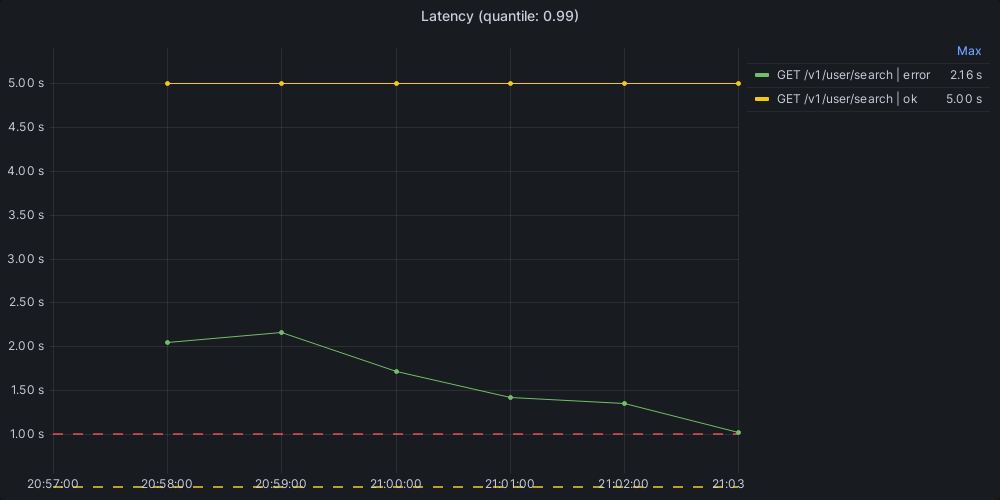 Latency (quantile: 0.99)
Max
GET /v1/user/search | error 2.16 s
GET /v1/user/search | ok 5.00 s
5.00 s
4.50 s
4.00 s
3.50 s
3.00 s
2.50 s
2.00 s
1.50 s
1.00 s
20:57:00 20:58:00 20:59:00 21:00:00 21:01:00 21:02:00 21:03